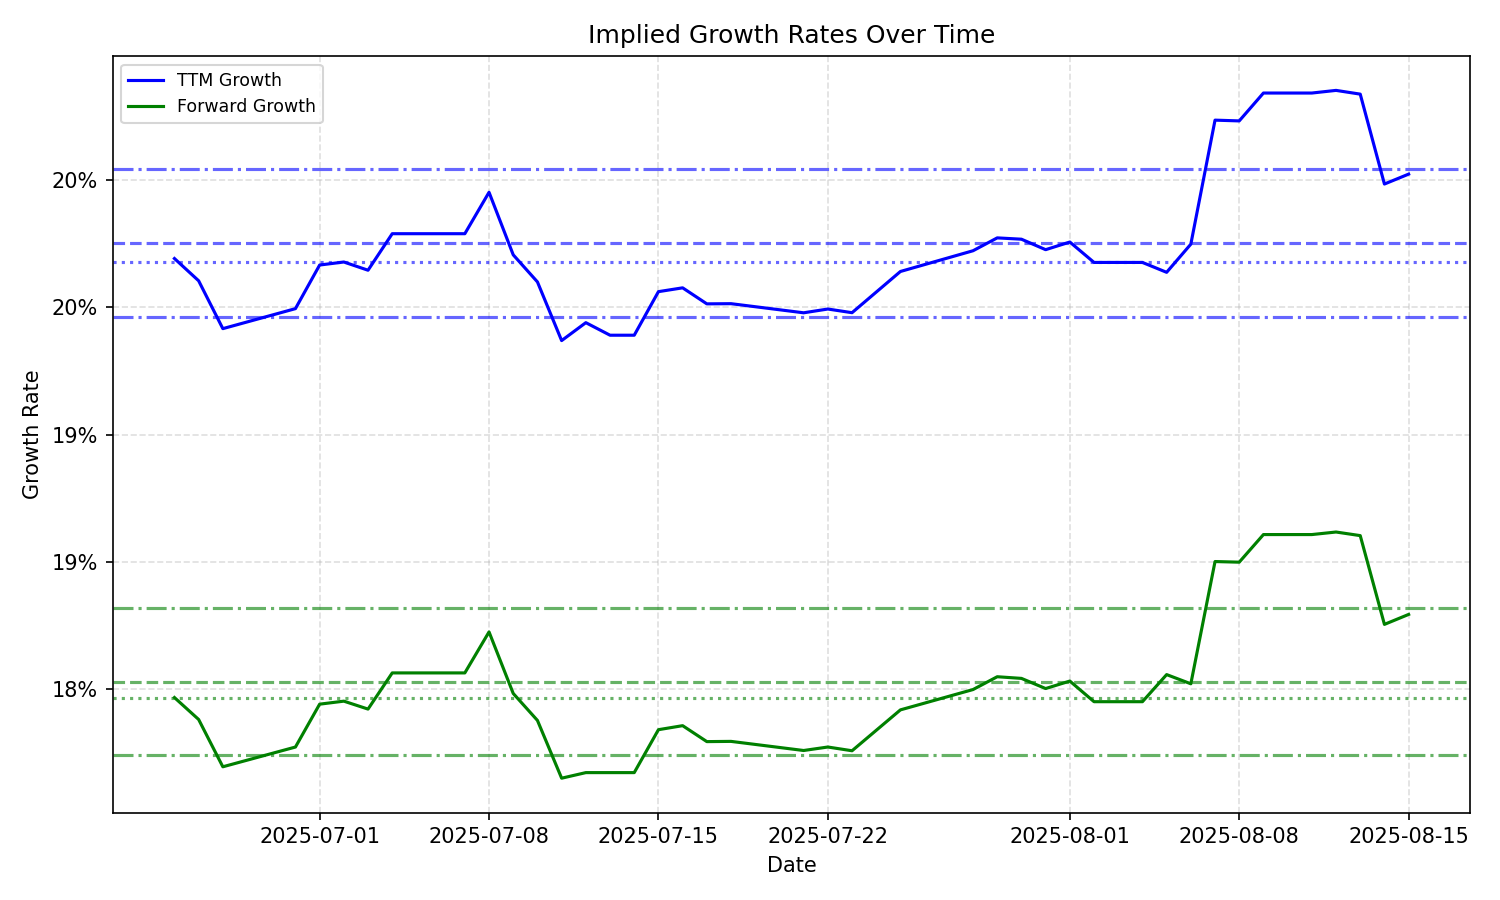 Implied Growth Rates Over Time
TTM Growth
Forward Growth
20%
20%
19%
19%
18%
Growth Rate
2025-07-01
2025-07-08
2025-07-15
2025-07-22
2025-08-01
2025-08-08
2025-08-15
Date